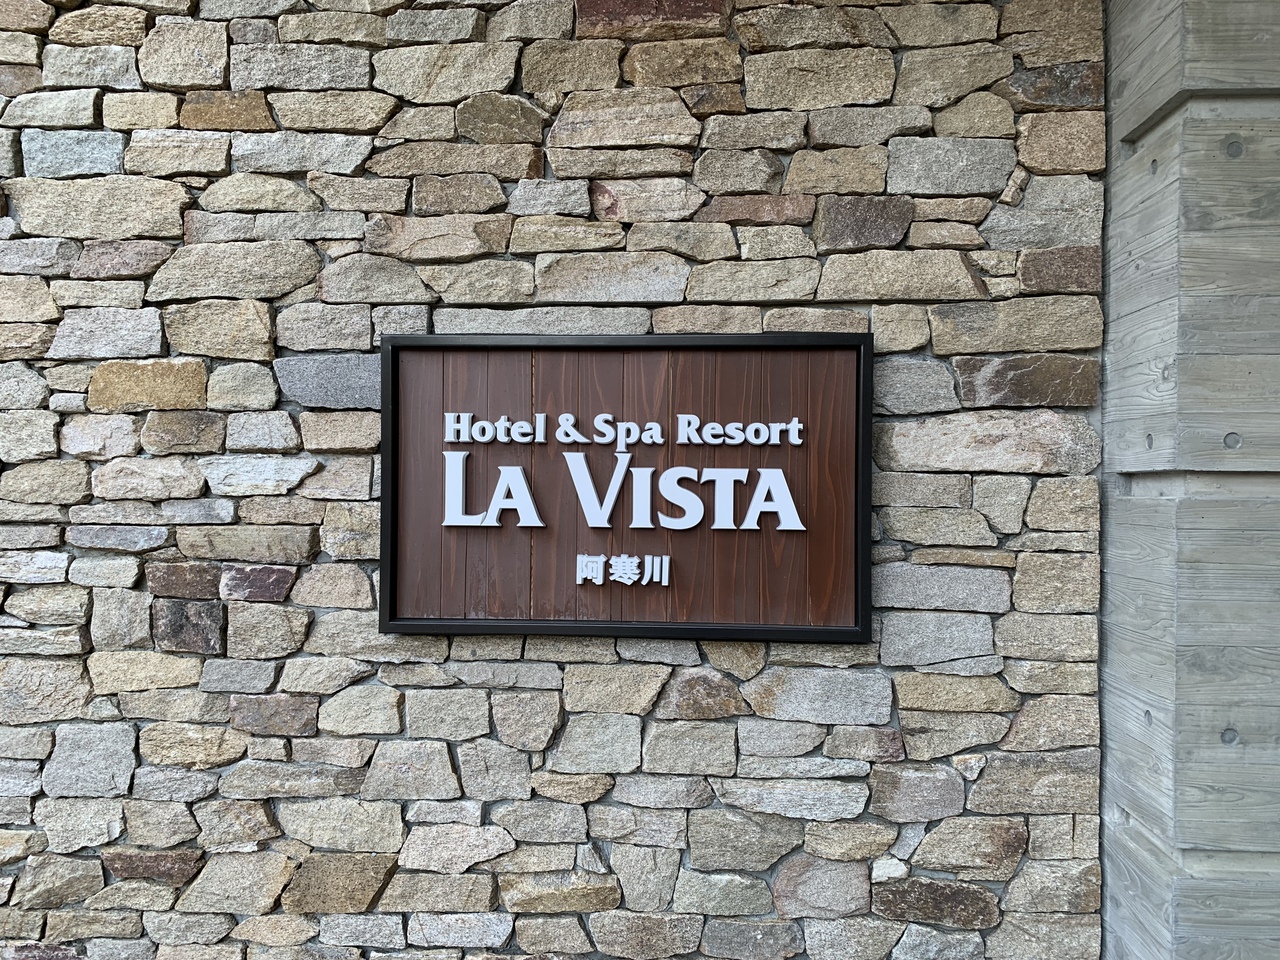 Hotel & Spa Resort
LA VISTA
阿寒川